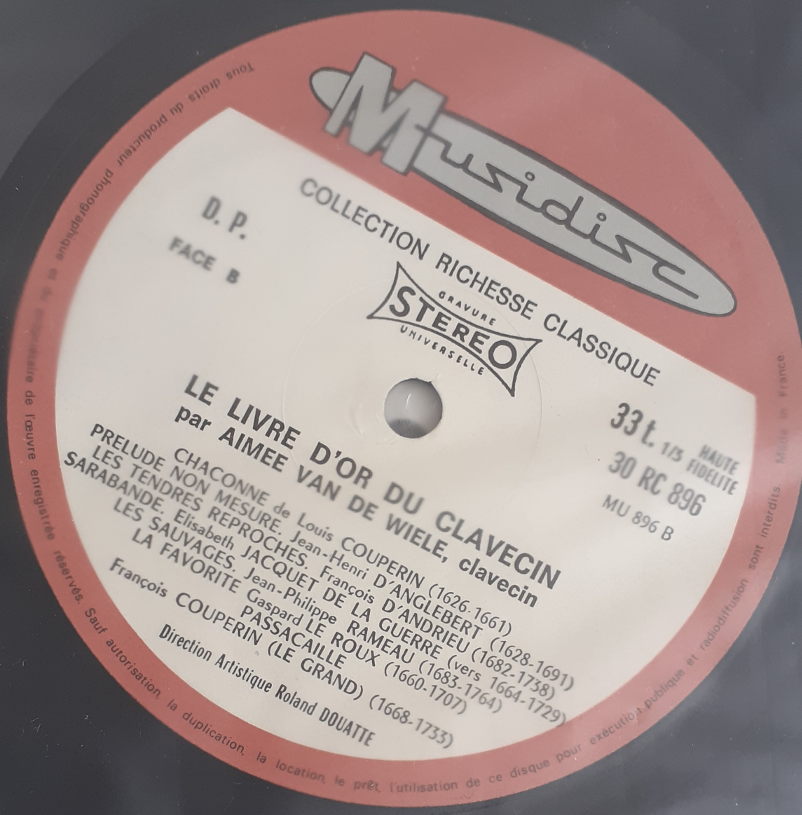 Musidisc
COLLECTION RICHESSE CLASSIQUE
D. P.
FACE B
GRAVURE
STEREO
UNIVERSELLE
33 t. 1/3 HAUTE FIDELITE
30 RC 896
MU 896 B
LE LIVRE D'OR DU CLAVECIN
par AIMEE VAN DE WIELE, clavecin
CHACONNE de Louis COUPERIN (1626-1661)
PRELUDE NON MESURE, Jean-Henri D'ANGLEBERT (1628-1691)
LES TENDRES REPROCHES, François D'ANDRIEU (1682-1738)
SARABANDE, Elisabeth JACQUET DE LA GUERRE (vers 1664-1729)
LES SAUVAGES, Jean-Philippe RAMEAU (1683-1764)
LA FAVORITE Gaspard LE ROUX (1660-1707)
PASSACAILLE
François COUPERIN (LE GRAND) (1668-1733)
Direction Artistique Roland DOUATTE
Tous droits du producteur phonographique et du propriétaire de l'œuvre enregistrée réservés. Sauf autorisation, la duplication, la location, le prêt, l'utilisation de ce disque pour exécution publique et radiodiffusion sont interdits. Made in France